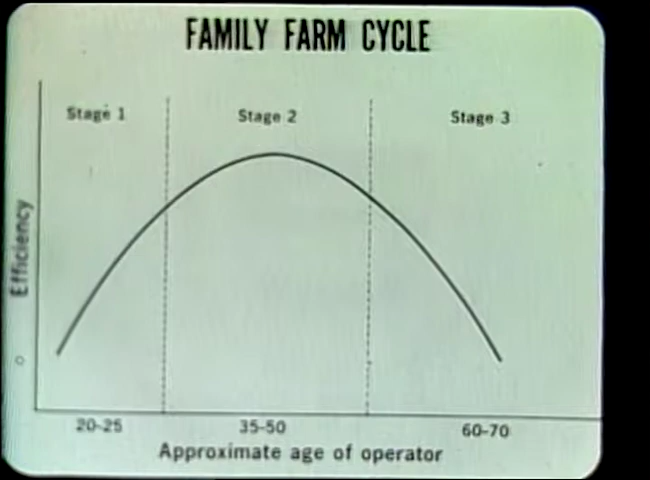 FAMILY FARM CYCLE
Stage 1
Stage 2
Stage 3
Efficiency
20-25
35-50
60-70
Approximate age of operator